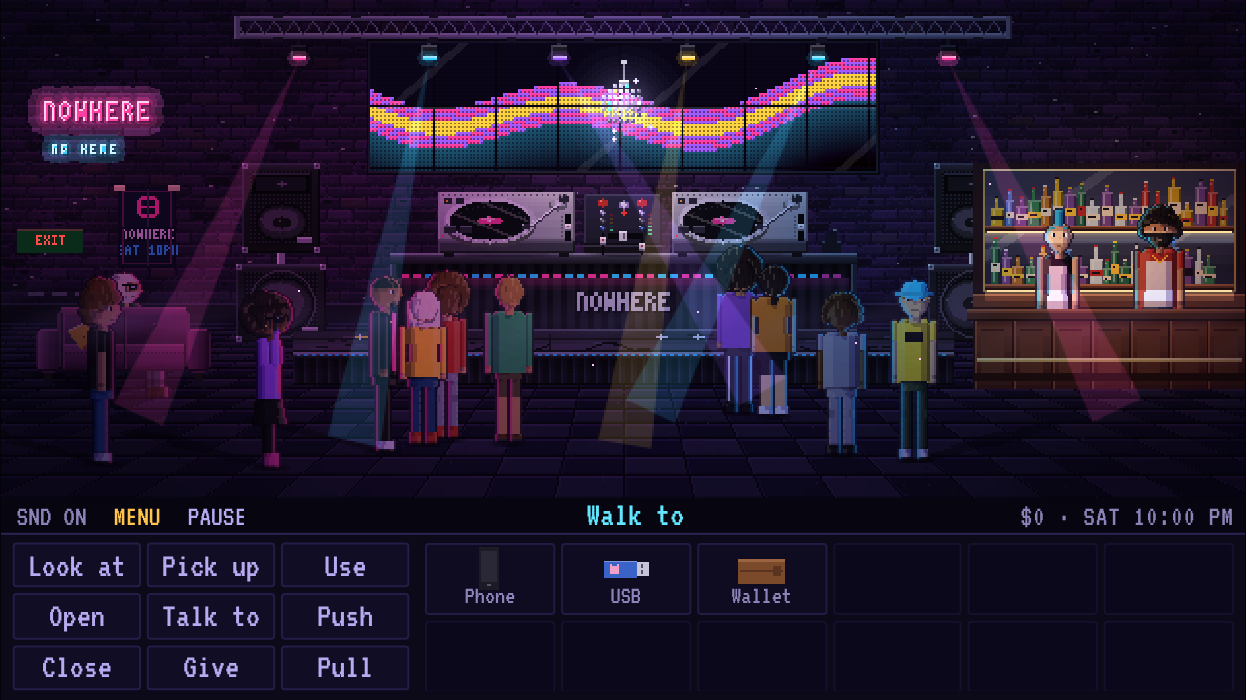 NOWHERE
NR HERE
NOWHERE
SAT 10PM
EXIT
NOWHERE
SND ON MENU PAUSE Walk to $0 · SAT 10:00 PM
Look at Pick up Use
Open Talk to Push
Close Give Pull
Phone USB Wallet